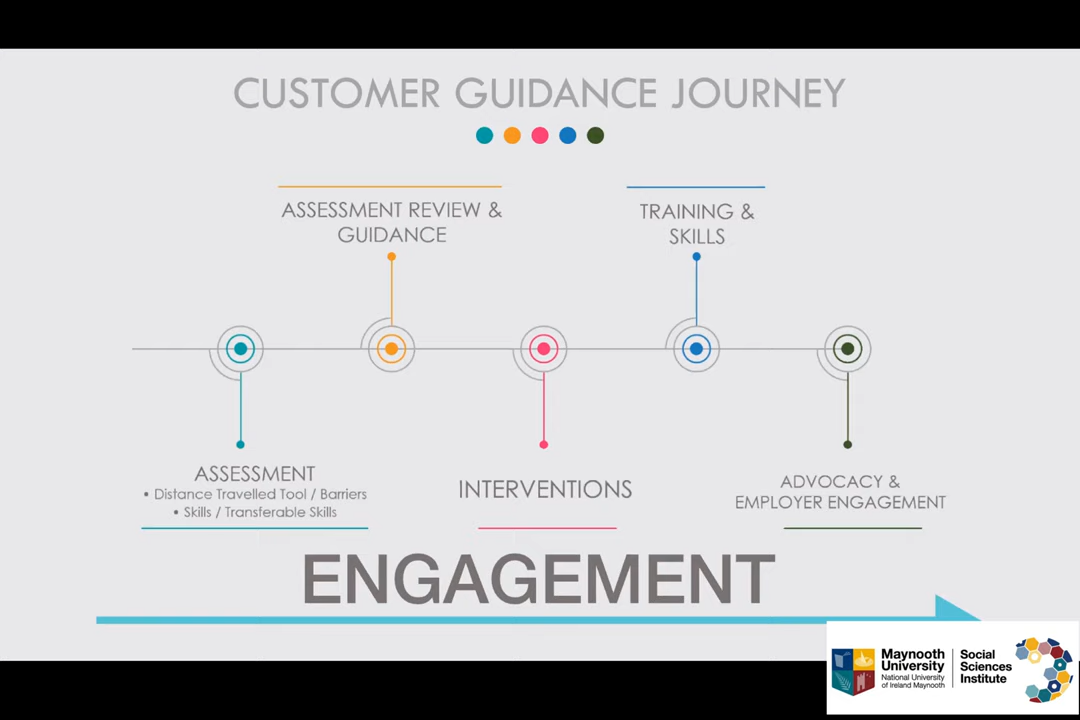 CUSTOMER GUIDANCE JOURNEY
ASSESSMENT REVIEW &
GUIDANCE
TRAINING &
SKILLS
ASSESSMENT
• Distance Travelled Tool / Barriers
• Skills / Transferable Skills
INTERVENTIONS
ADVOCACY &
EMPLOYER ENGAGEMENT
ENGAGEMENT
Maynooth
University
National University
of Ireland Maynooth
Social
Sciences
Institute